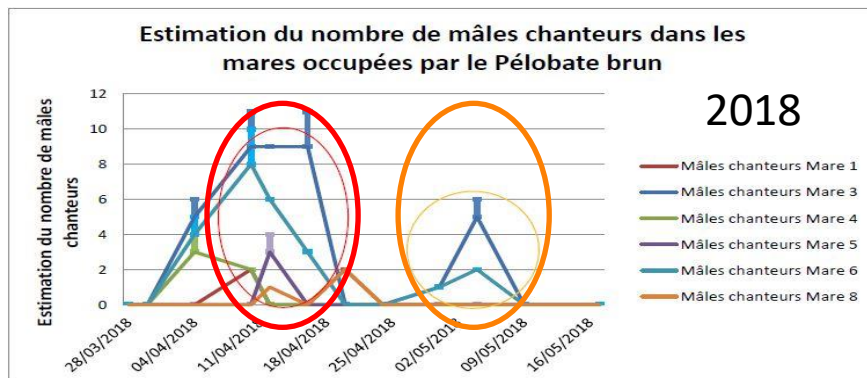 Estimation du nombre de mâles chanteurs dans les
mares occupées par le Pélobate brun
2018
Estimation du nombre de mâles
chanteurs
12
10
8
6
4
2
0
28/03/2018
04/04/2018
11/04/2018
18/04/2018
25/04/2018
02/05/2018
09/05/2018
16/05/2018
Mâles chanteurs Mare 1
Mâles chanteurs Mare 3
Mâles chanteurs Mare 4
Mâles chanteurs Mare 5
Mâles chanteurs Mare 6
Mâles chanteurs Mare 8